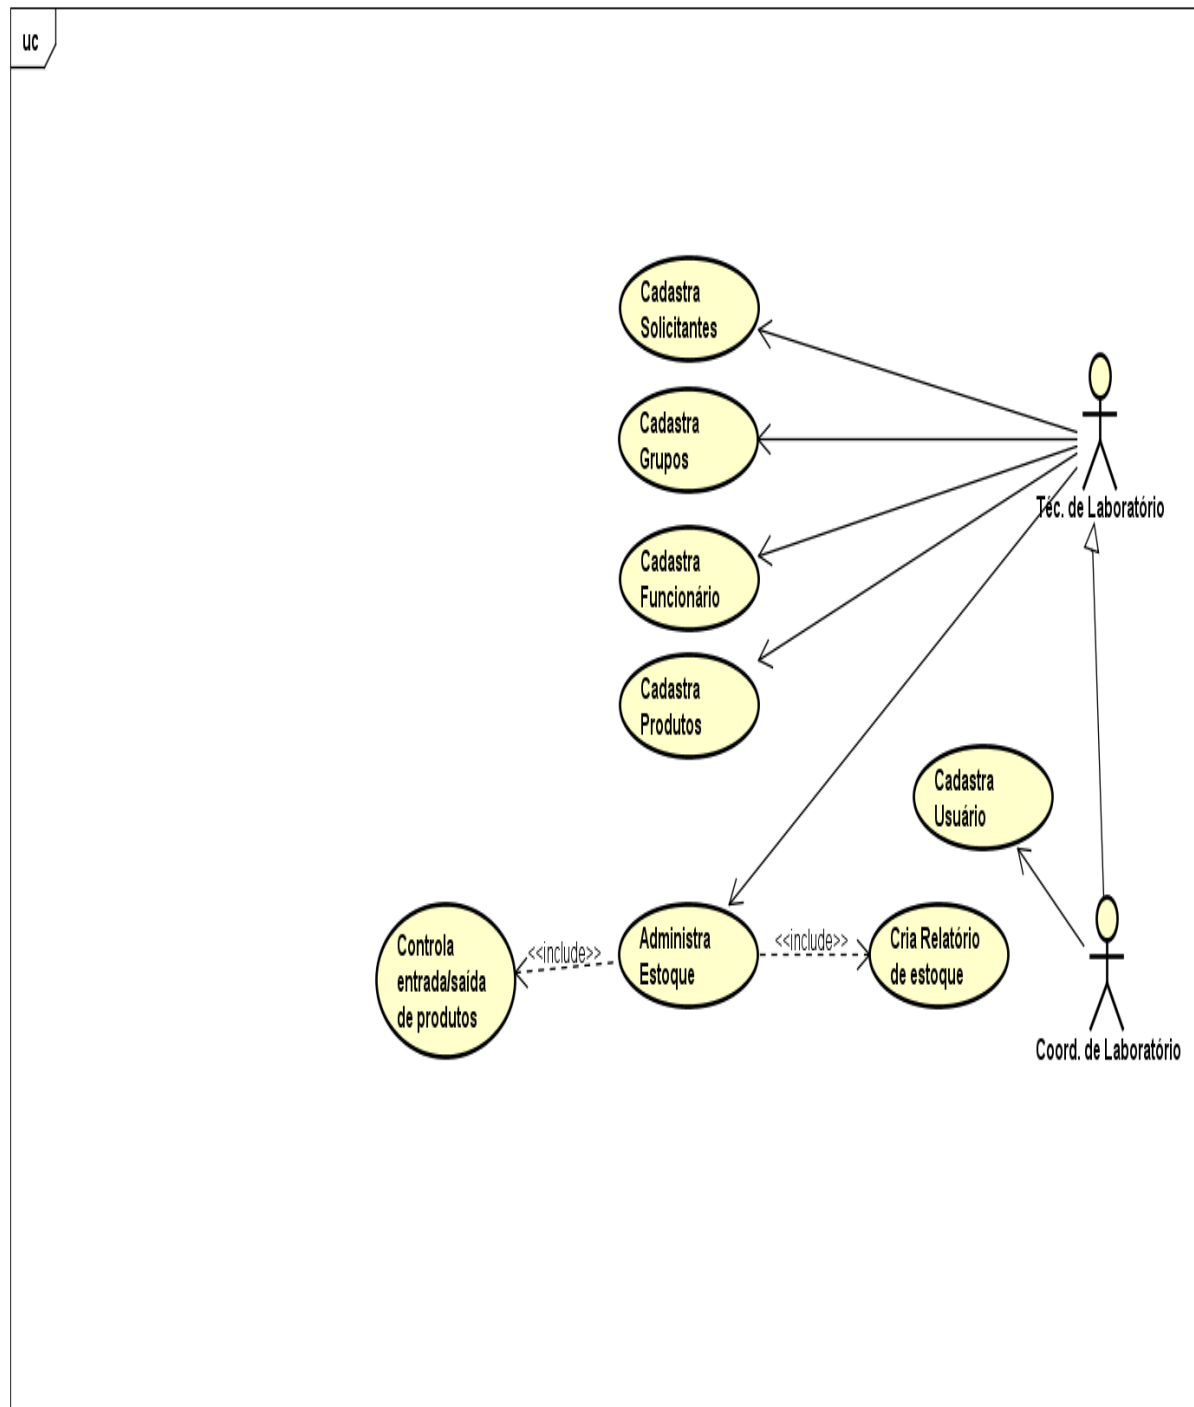 uc
Cadastra
Solicitantes
Cadastra
Grupos
Téc. de Laboratório
Cadastra
Funcionário
Cadastra
Produtos
Cadastra
Usuário
Controla
entrada/saída
de produtos
<<include>>
Administra
Estoque
<<include>>
Cria Relatório
de estoque
Coord. de Laboratório